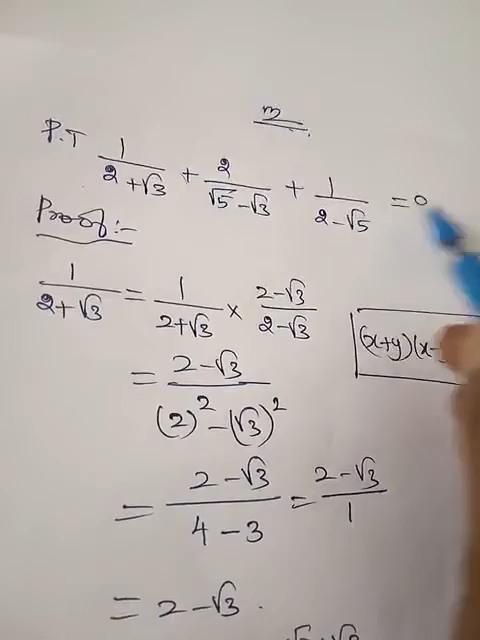 P.T 1/(2+√3) + 2/(√5-√3) + 1/(2-√5) = 0
Proof:-
1/(2+√3) = 1/(2+√3) × (2-√3)/(2-√3)
(x+y)(x-
= (2-√3)/((2)²-(√3)²)
= (2-√3)/(4-3) = (2-√3)/1
= 2-√3.